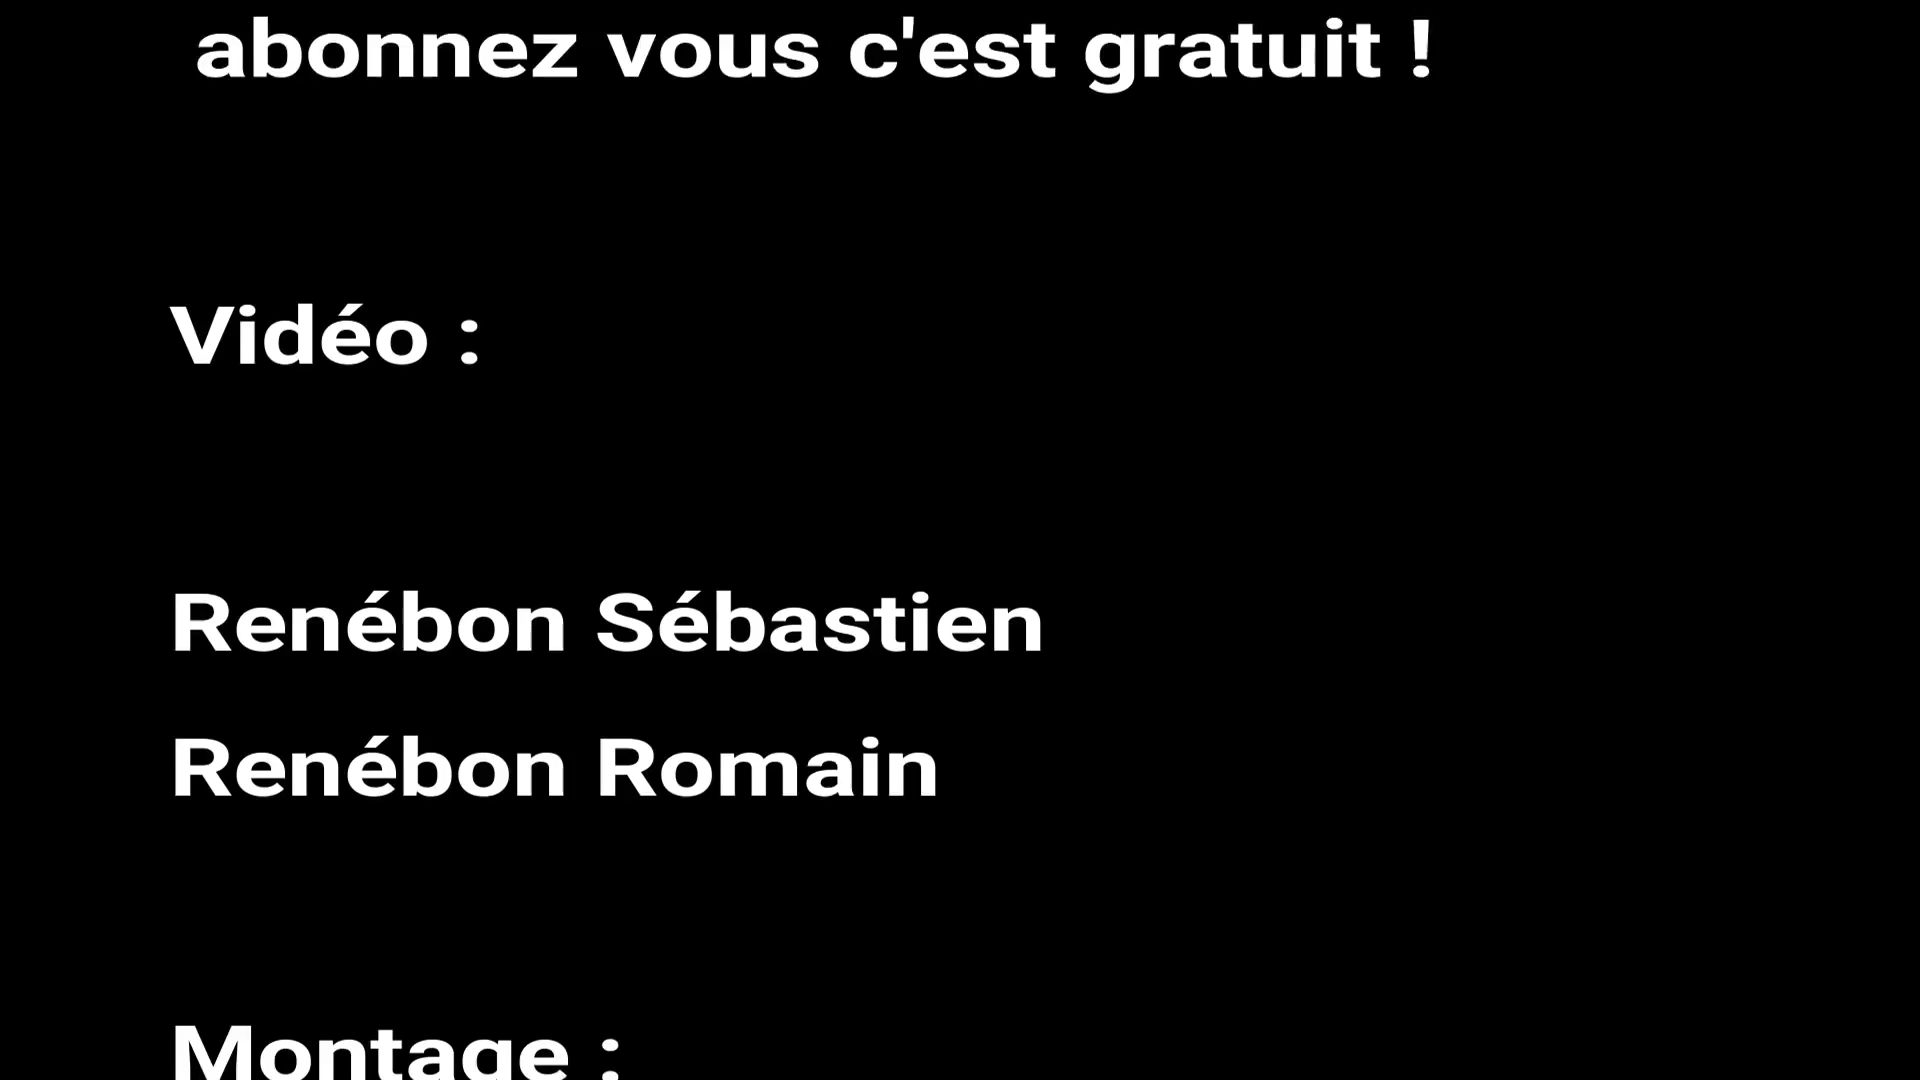 abonnez vous c'est gratuit !
Vidéo :
Renébon Sébastien
Renébon Romain
Montage :